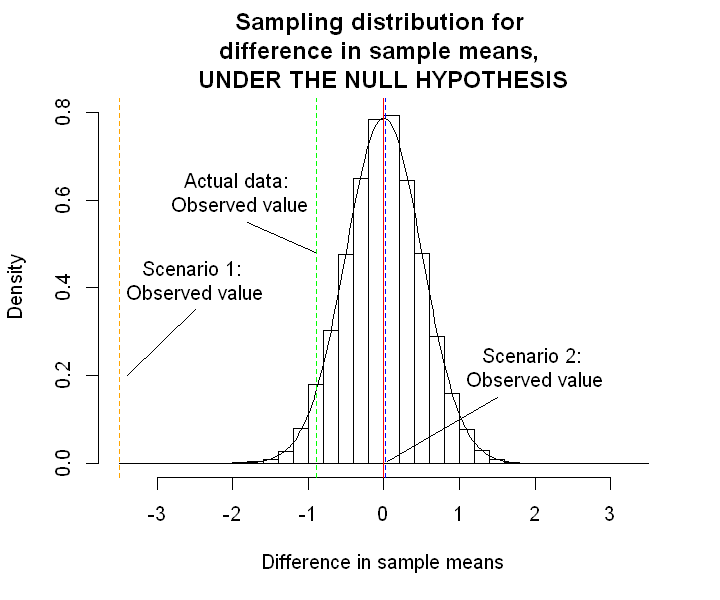 Sampling distribution for
difference in sample means,
UNDER THE NULL HYPOTHESIS
0.8
0.6
0.4
0.2
0.0
Density
Actual data:
Observed value
Scenario 1:
Observed value
Scenario 2:
Observed value
-3
-2
-1
0
1
2
3
Difference in sample means